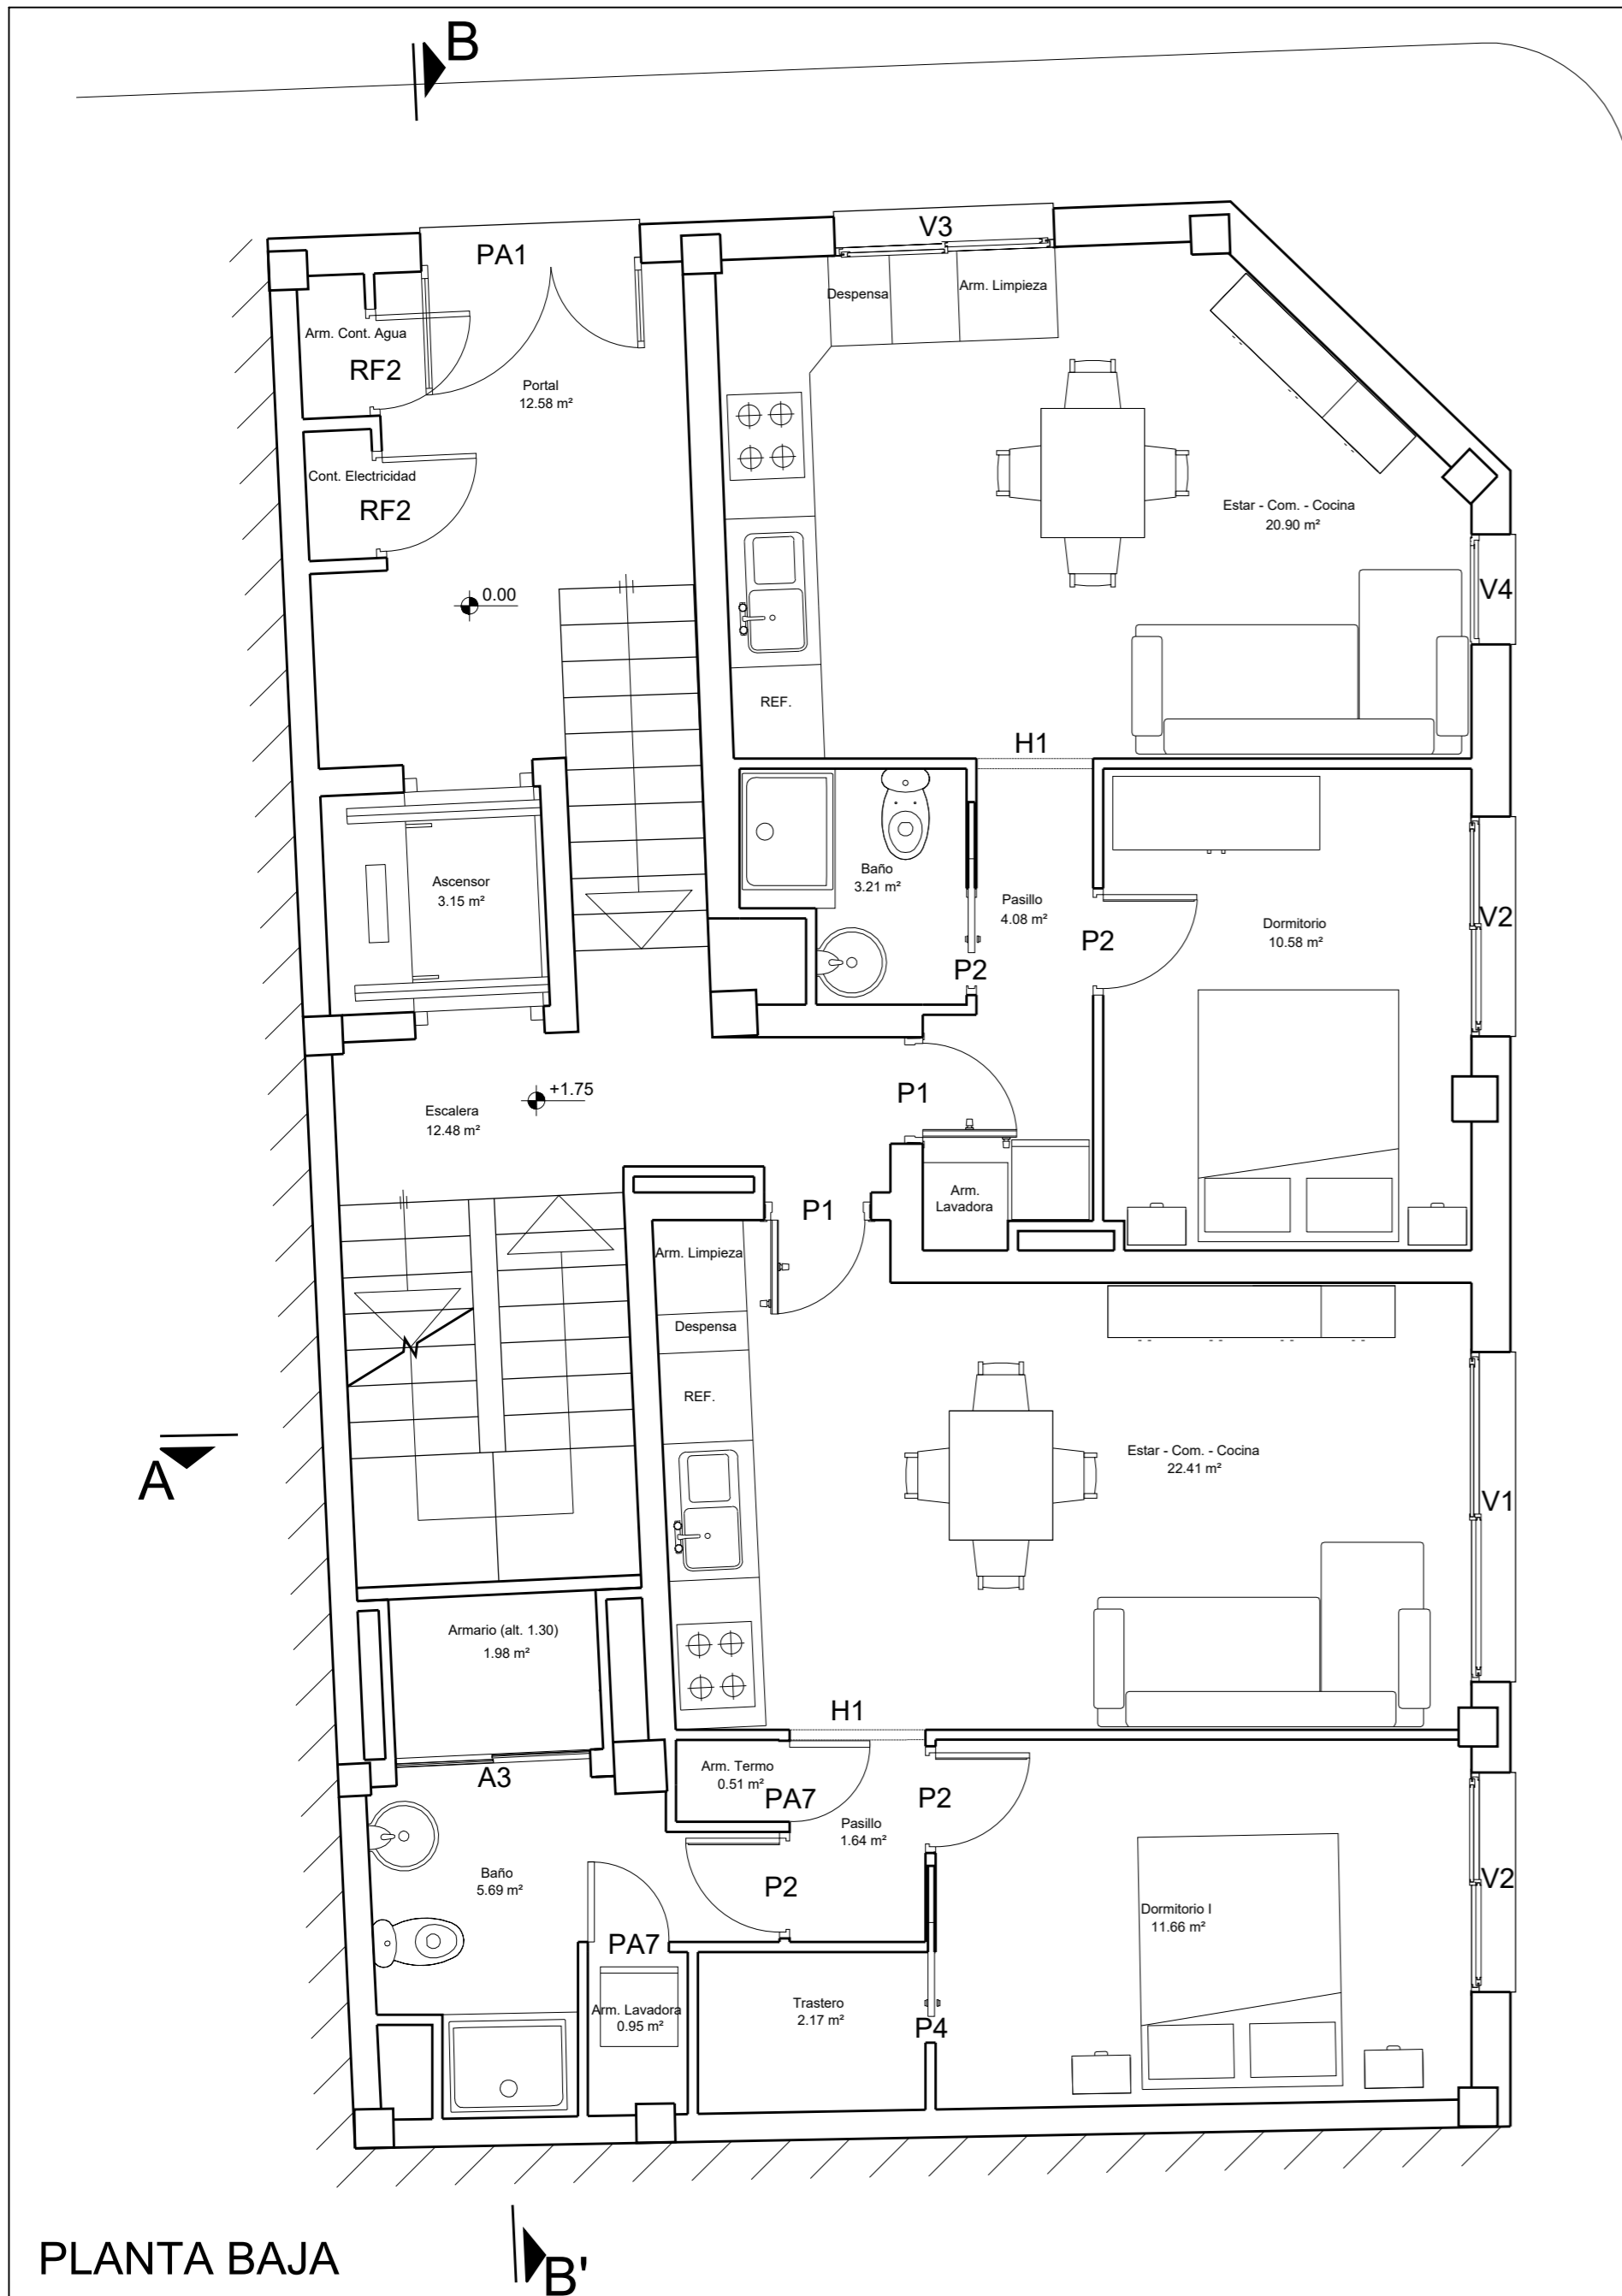 B
V3
PA1
Despensa
Arm. Limpieza
Arm. Cont. Agua
RF2
Portal
12.58 m²
Cont. Electricidad
RF2
Estar - Com. - Cocina
20.90 m²
0.00
V4
REF.
H1
Ascensor
3.15 m²
Baño
3.21 m²
Pasillo
4.08 m²
P2
P2
Dormitorio
10.58 m²
V2
+1.75
Escalera
12.48 m²
P1
Arm.
Lavadora
P1
Arm. Limpieza
Despensa
REF.
A
Estar - Com. - Cocina
22.41 m²
V1
Armario (alt. 1.30)
1.98 m²
H1
A3
Arm. Termo
0.51 m²
PA7
P2
Pasillo
1.64 m²
Baño
5.69 m²
P2
V2
Dormitorio I
11.66 m²
PA7
Arm. Lavadora
0.95 m²
Trastero
2.17 m²
P4
PLANTA BAJA
B'